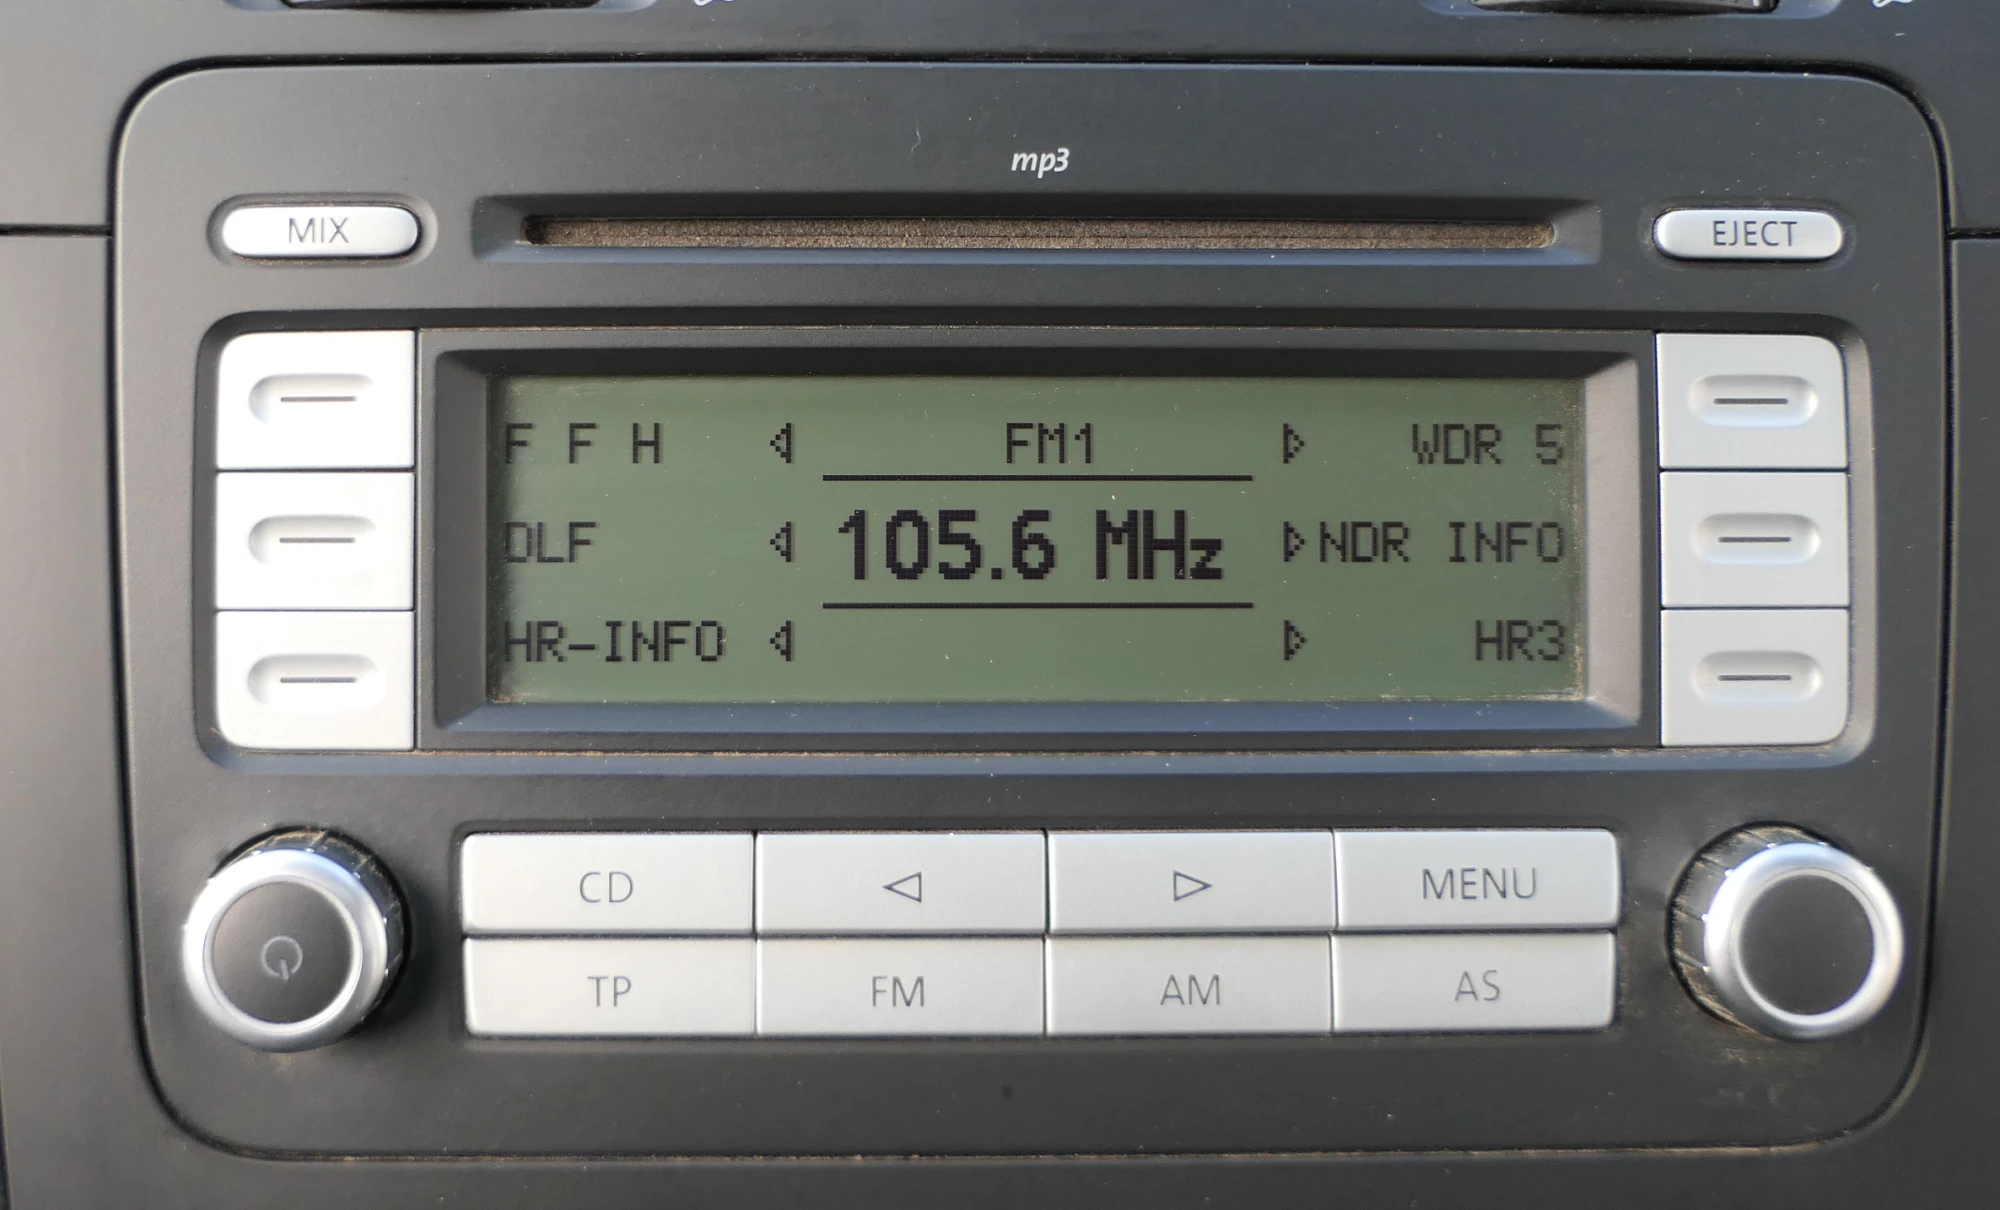 mp3
MIX
EJECT
F F H FM1 WDR 5
DLF 105.6 MHz NDR INFO
HR-INFO HR3
CD MENU
TP FM AM AS